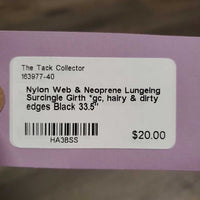 The Tack Collector
163977-40
Nylon Web & Neoprene Lungeing
Surcingle Girth *gc, hairy & dirty
edges Black 33.5"
$20.00
HA38SS